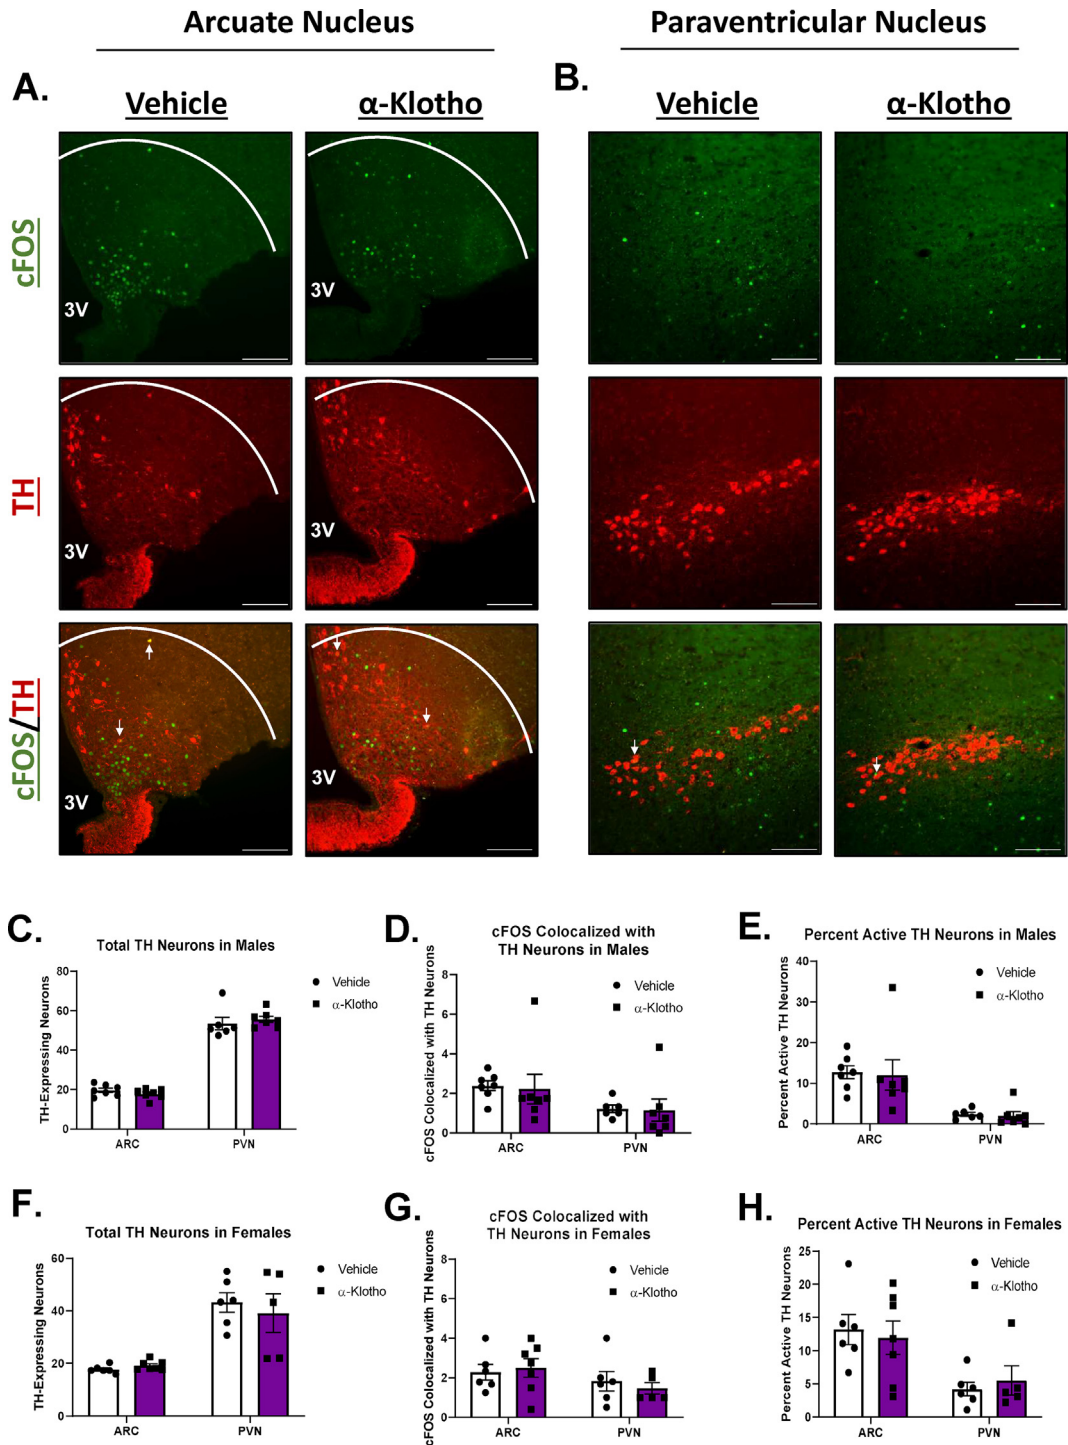 Arcuate Nucleus
Paraventricular Nucleus
A.
B.
Vehicle
α-Klotho
Vehicle
α-Klotho
cFOS
3V
3V
TH
3V
3V
cFOS/TH
3V
3V
C.
Total TH Neurons in Males
TH-Expressing Neurons
80
60
40
20
0
ARC
PVN
Vehicle
α-Klotho
D.
cFOS Colocalized with
TH Neurons in Males
cFOS Colocalized with TH Neurons
8
6
4
2
0
ARC
PVN
Vehicle
α-Klotho
E.
Percent Active TH Neurons in Males
Percent Active TH Neurons
40
30
20
10
0
ARC
PVN
Vehicle
α-Klotho
F.
Total TH Neurons in Females
TH-Expressing Neurons
60
40
20
0
ARC
PVN
Vehicle
α-Klotho
G.
cFOS Colocalized with
TH Neurons in Females
cFOS Colocalized with TH Neurons
8
6
4
2
0
ARC
PVN
Vehicle
α-Klotho
H.
Percent Active TH Neurons in Females
Percent Active TH Neurons
25
20
15
10
5
0
ARC
PVN
Vehicle
α-Klotho